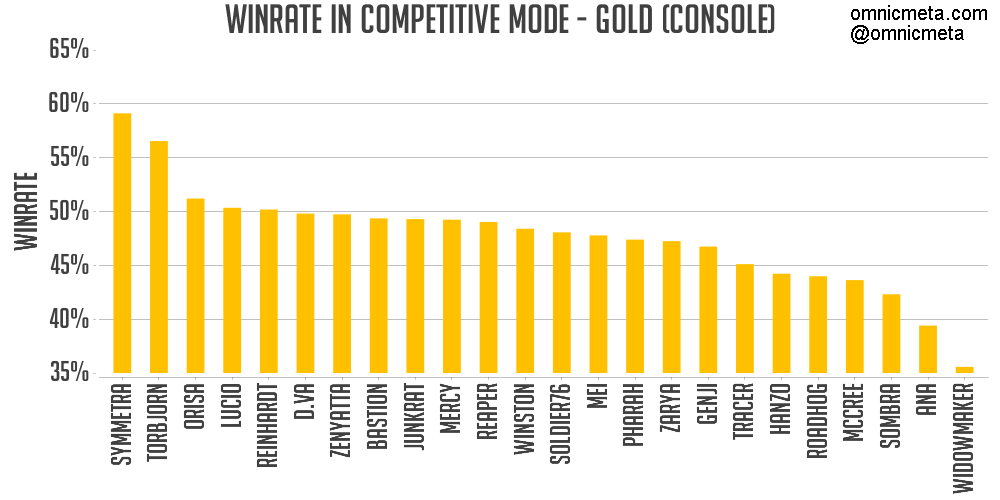 WINRATE IN COMPETITIVE MODE - GOLD (CONSOLE)
omnicmeta.com
@omnicmeta
65%
60%
55%
50%
45%
40%
35%
WINRATE
SYMMETRA
TORBJORN
ORISA
LUCIO
REINHARDT
D.VA
ZENYATTA
BASTION
JUNKRAT
MERCY
REAPER
WINSTON
SOLDIER76
MEI
PHARAH
ZARYA
GENJI
TRACER
HANZO
ROADHOG
MCCREE
SOMBRA
ANA
WIDOWMAKER